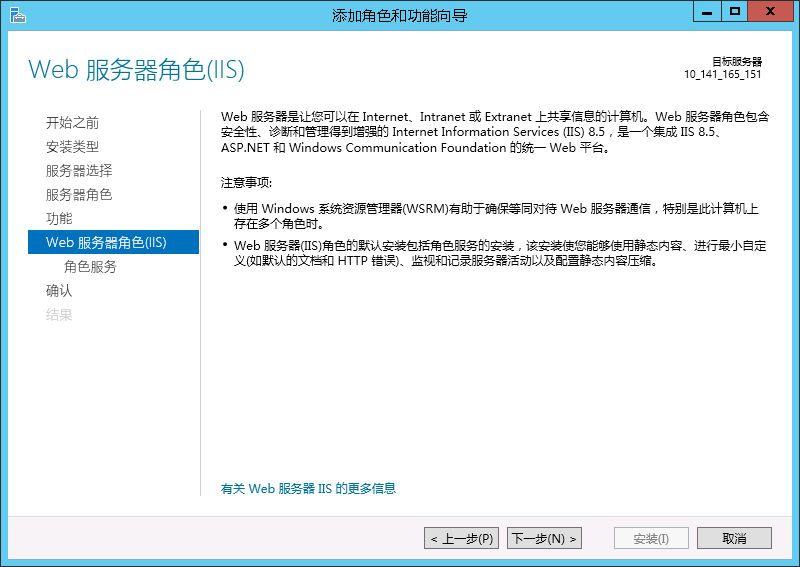 添加角色和功能向导
X
Web 服务器角色(IIS)
目标服务器
10_141_165_151
开始之前
安装类型
服务器选择
服务器角色
功能
Web 服务器角色(IIS)
角色服务
确认
结果
Web 服务器是让您可以在 Internet、Intranet 或 Extranet 上共享信息的计算机。Web 服务器角色包含
安全性、诊断和管理得到增强的 Internet Information Services (IIS) 8.5，是一个集成 IIS 8.5、
ASP.NET 和 Windows Communication Foundation 的统一 Web 平台。
注意事项:
• 使用 Windows 系统资源管理器(WSRM)有助于确保等同对待 Web 服务器通信，特别是此计算机上
存在多个角色时。
• Web 服务器(IIS)角色的默认安装包括角色服务的安装，该安装使您能够使用静态内容、进行最小自定
义(如默认的文档和 HTTP 错误)、监视和记录服务器活动以及配置静态内容压缩。
有关 Web 服务器 IIS 的更多信息
< 上一步(P)
下一步(N) >
安装(I)
取消